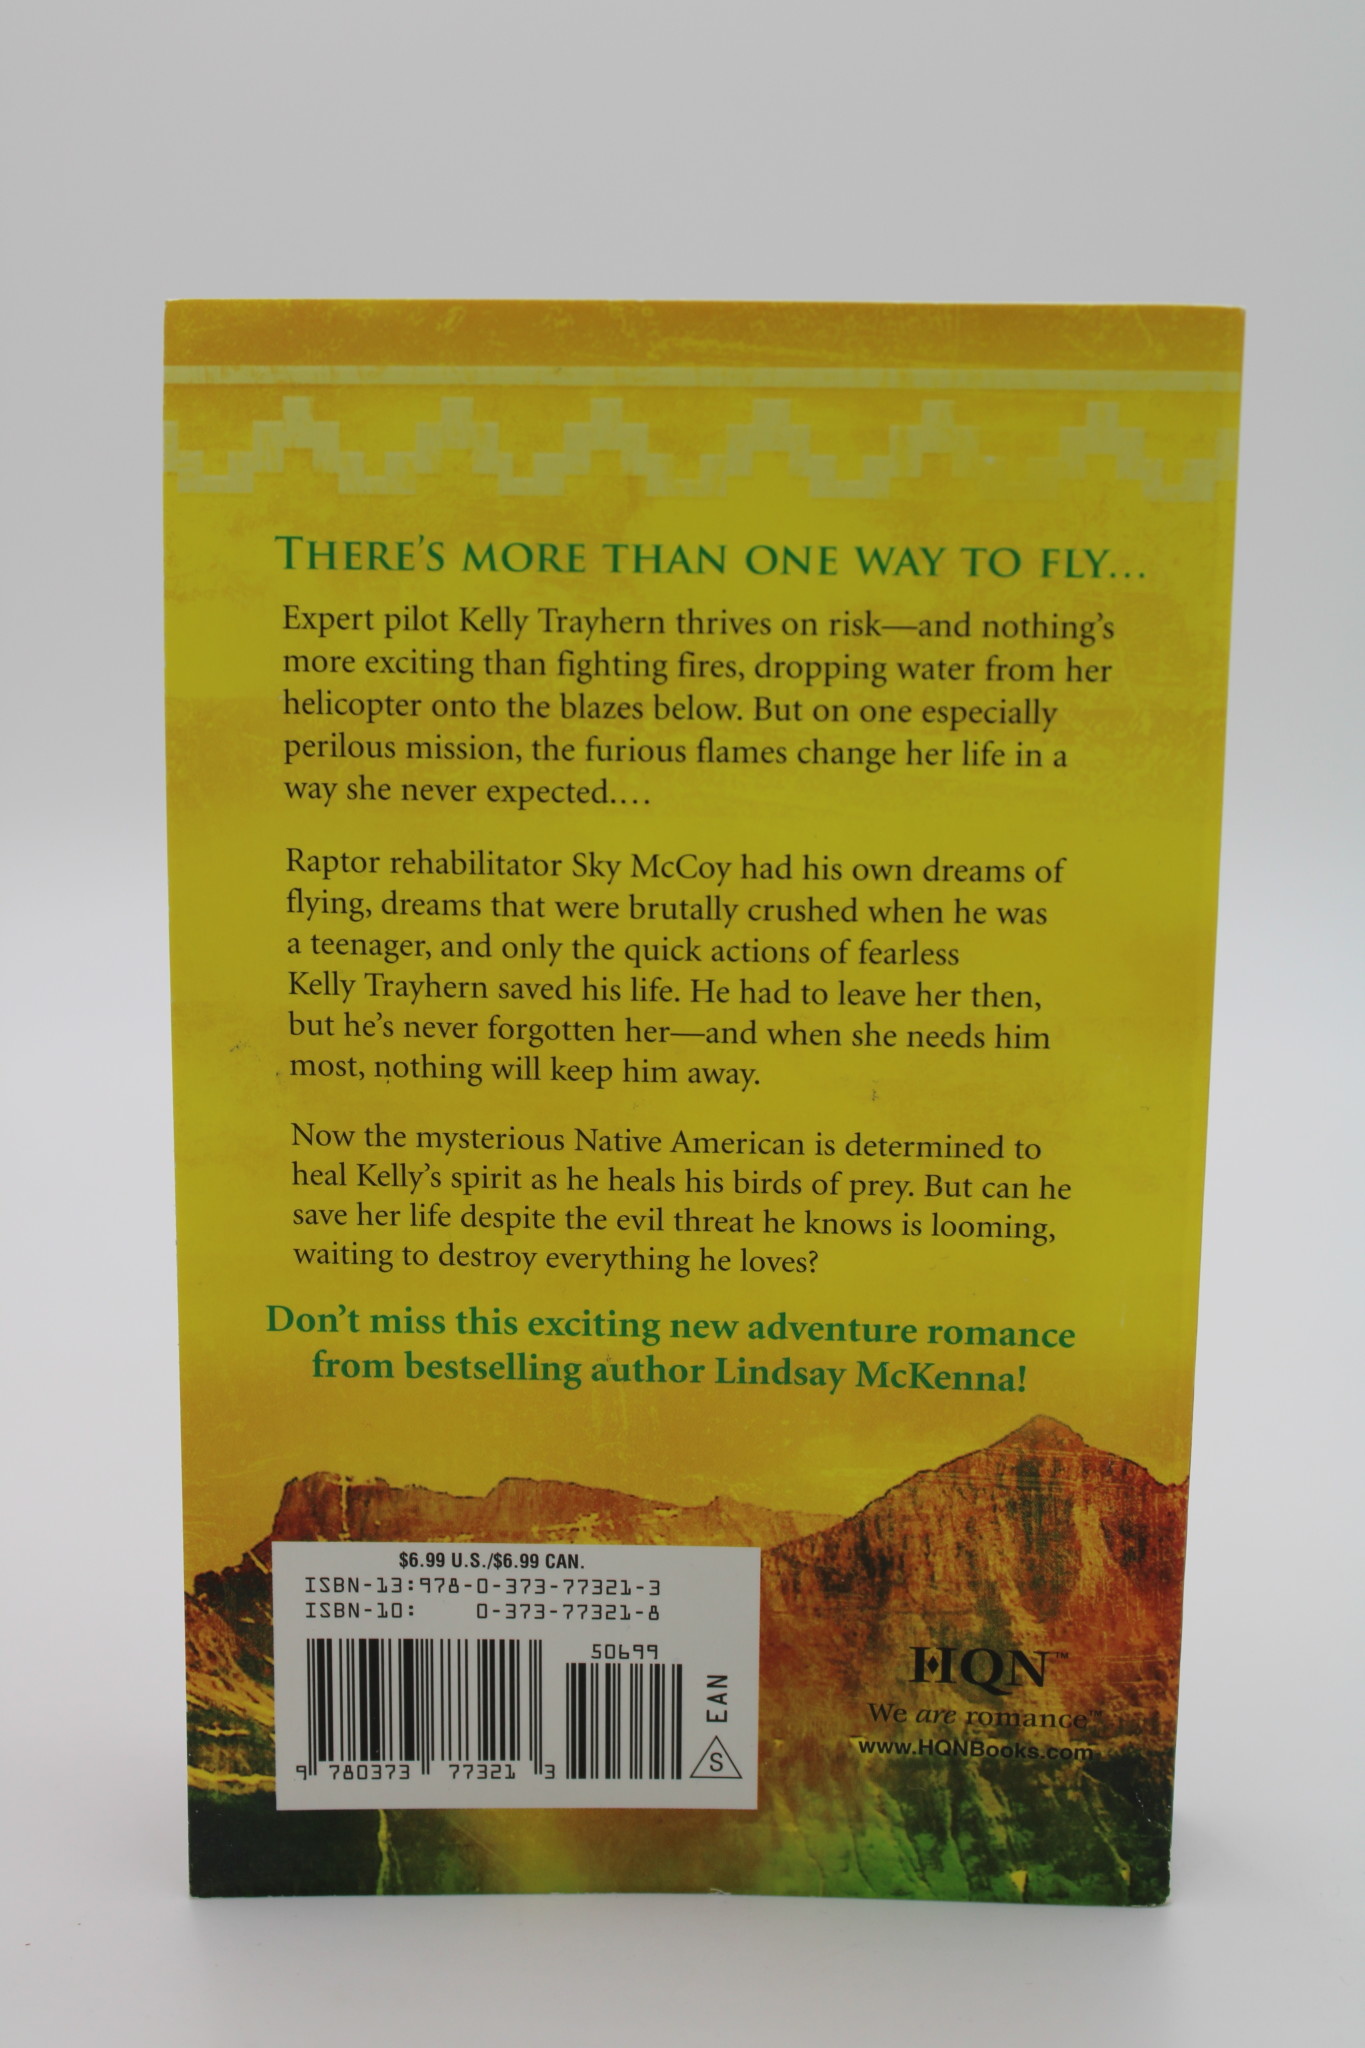 THERE'S MORE THAN ONE WAY TO FLY...
Expert pilot Kelly Trayhern thrives on risk—and nothing's
more exciting than fighting fires, dropping water from her
helicopter onto the blazes below. But on one especially
perilous mission, the furious flames change her life in a
way she never expected....
Raptor rehabilitator Sky McCoy had his own dreams of
flying, dreams that were brutally crushed when he was
a teenager, and only the quick actions of fearless
Kelly Trayhern saved his life. He had to leave her then,
but he's never forgotten her—and when she needs him
most, nothing will keep him away.
Now the mysterious Native American is determined to
heal Kelly's spirit as he heals his birds of prey. But can he
save her life despite the evil threat he knows is looming,
waiting to destroy everything he loves?
Don't miss this exciting new adventure romance
from bestselling author Lindsay McKenna!
$6.99 U.S./$6.99 CAN.
ISBN-13:978-0-373-77321-3
ISBN-10: 0-373-77321-8
50699
EAN
S
9 780373 77321 3
HQN™
We are romance™
www.HQNBooks.com